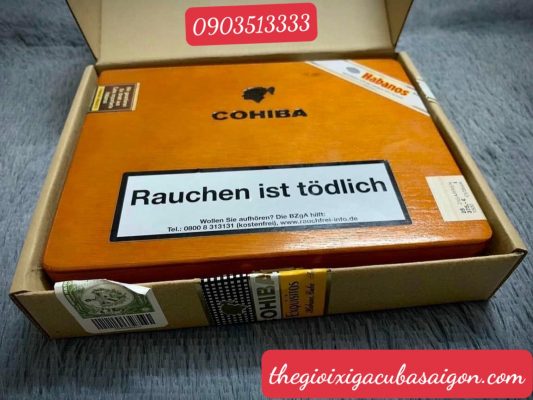 0903513333
Habanos
COHIBA
Rauchen ist tödlich
Wollen Sie aufhören? Die BZgA hilft:
Tel.: 0800 8 313131 (kostenfrei), www.rauchfrei-info.de
COHIBA
Exquisitos
thegioixigacubasaigon.com